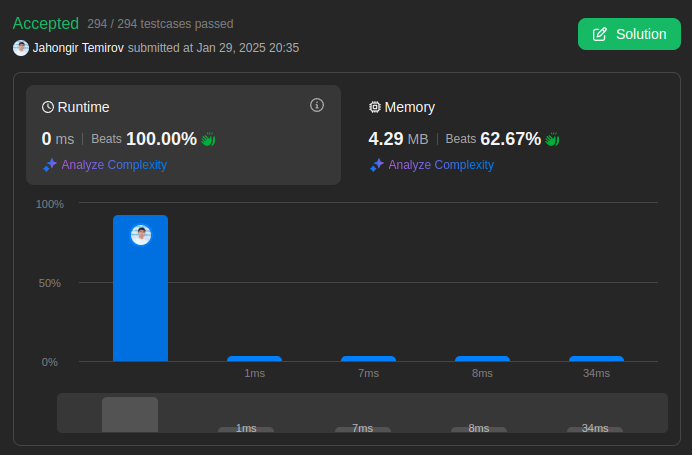 Accepted 294 / 294 testcases passed
Jahongir Temirov submitted at Jan 29, 2025 20:35
Solution
Runtime
0 ms | Beats 100.00%
Analyze Complexity
Memory
4.29 MB | Beats 62.67%
Analyze Complexity
100%
50%
0%
1ms 7ms 8ms 34ms
1ms 7ms 8ms 34ms